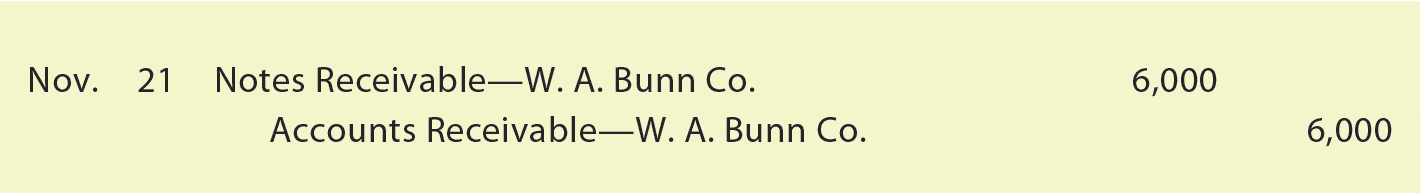 Nov. 21 Notes Receivable—W. A. Bunn Co. 6,000
Accounts Receivable—W. A. Bunn Co. 6,000